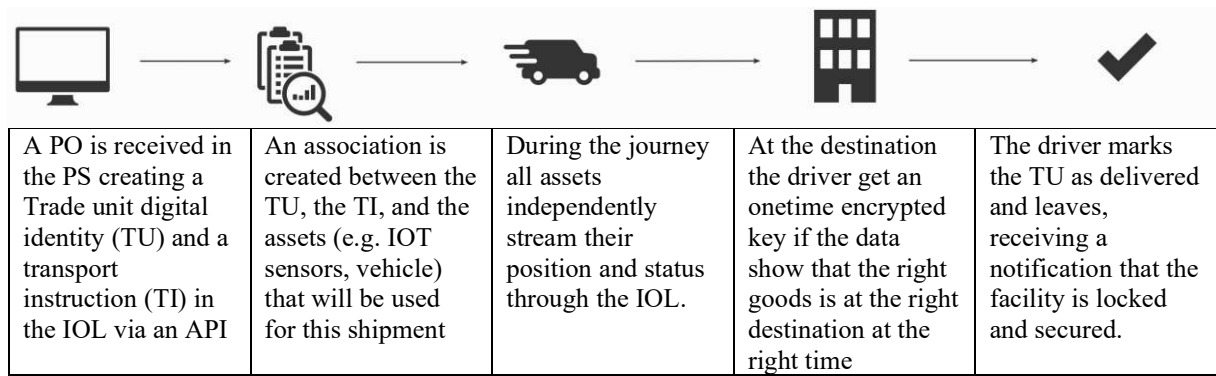 A PO is received in
the PS creating a
Trade unit digital
identity (TU) and a
transport
instruction (TI) in
the IOL via an API
An association is
created between the
TU, the TI, and the
assets (e.g. IOT
sensors, vehicle)
that will be used
for this shipment
During the journey
all assets
independently
stream their
position and status
through the IOL.
At the destination
the driver get an
onetime encrypted
key if the data
show that the right
goods is at the right
destination at the
right time
The driver marks
the TU as delivered
and leaves,
receiving a
notification that the
facility is locked
and secured.